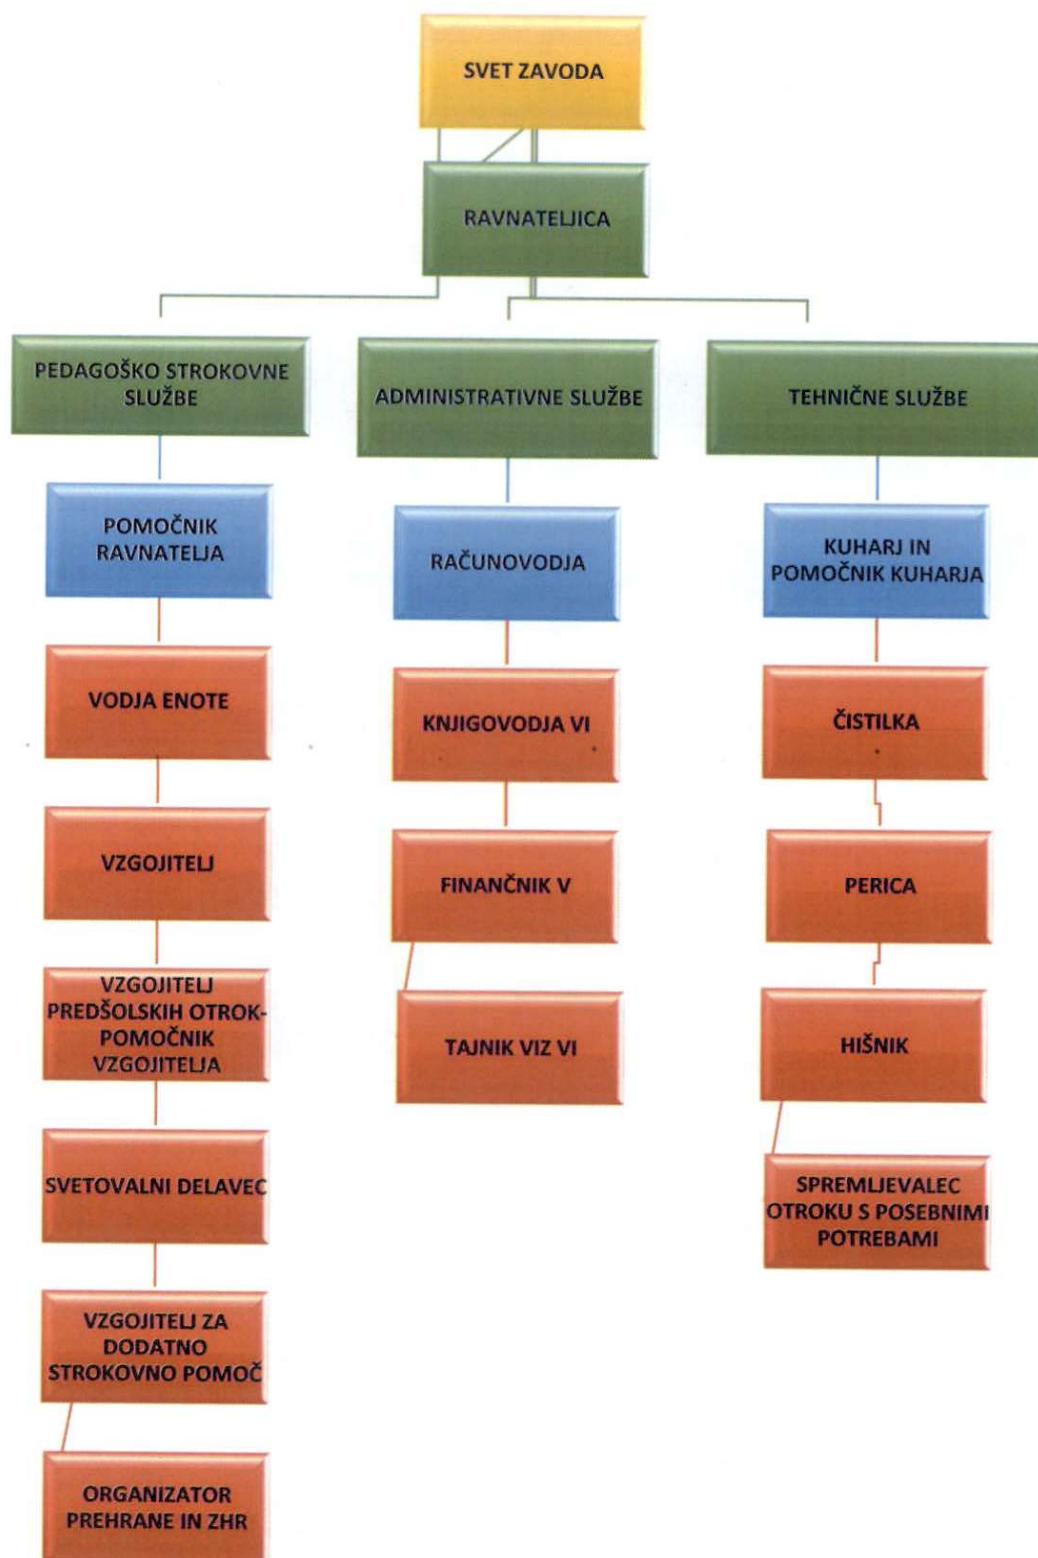 SVET ZAVODA
RAVNATELJICA
PEDAGOŠKO STROKOVNE
SLUŽBE
POMOČNIK
RAVNATELJA
VODJA ENOTE
VZGOJITELJ
VZGOJITELJ
PREDŠOLSKIH OTROK-
POMOČNIK
VZGOJITELJA
SVETOVALNI DELAVEC
VZGOJITELJ ZA
DODATNO
STROKOVNO POMOČ
ORGANIZATOR
PREHRANE IN ZHR
ADMINISTRATIVNE SLUŽBE
RAČUNOVODJA
KNJIGOVODJA VI
FINANČNIK V
TAJNIK VIZ VI
TEHNIČNE SLUŽBE
KUHARJ IN
POMOČNIK KUHARJA
ČISTILKA
PERICA
HIŠNIK
SPREMLJEVALEC
OTROKU S POSEBNIMI
POTREBAMI